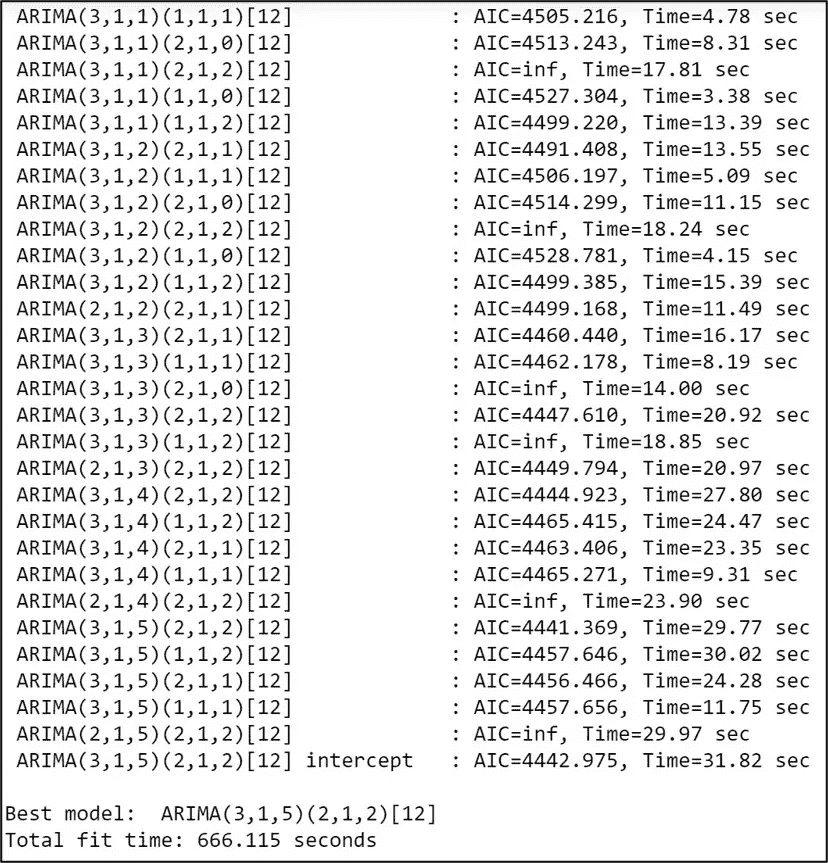 ARIMA(3,1,1)(1,1,1)[12] : AIC=4505.216, Time=4.78 sec
ARIMA(3,1,1)(2,1,0)[12] : AIC=4513.243, Time=8.31 sec
ARIMA(3,1,1)(2,1,2)[12] : AIC=inf, Time=17.81 sec
ARIMA(3,1,1)(1,1,0)[12] : AIC=4527.304, Time=3.38 sec
ARIMA(3,1,1)(1,1,2)[12] : AIC=4499.220, Time=13.39 sec
ARIMA(3,1,2)(2,1,1)[12] : AIC=4491.408, Time=13.55 sec
ARIMA(3,1,2)(1,1,1)[12] : AIC=4506.197, Time=5.09 sec
ARIMA(3,1,2)(2,1,0)[12] : AIC=4514.299, Time=11.15 sec
ARIMA(3,1,2)(2,1,2)[12] : AIC=inf, Time=18.24 sec
ARIMA(3,1,2)(1,1,0)[12] : AIC=4528.781, Time=4.15 sec
ARIMA(3,1,2)(1,1,2)[12] : AIC=4499.385, Time=15.39 sec
ARIMA(2,1,2)(2,1,1)[12] : AIC=4499.168, Time=11.49 sec
ARIMA(3,1,3)(2,1,1)[12] : AIC=4460.440, Time=16.17 sec
ARIMA(3,1,3)(1,1,1)[12] : AIC=4462.178, Time=8.19 sec
ARIMA(3,1,3)(2,1,0)[12] : AIC=inf, Time=14.00 sec
ARIMA(3,1,3)(2,1,2)[12] : AIC=4447.610, Time=20.92 sec
ARIMA(3,1,3)(1,1,2)[12] : AIC=inf, Time=18.85 sec
ARIMA(2,1,3)(2,1,2)[12] : AIC=4449.794, Time=20.97 sec
ARIMA(3,1,4)(2,1,2)[12] : AIC=4444.923, Time=27.80 sec
ARIMA(3,1,4)(1,1,2)[12] : AIC=4465.415, Time=24.47 sec
ARIMA(3,1,4)(2,1,1)[12] : AIC=4463.406, Time=23.35 sec
ARIMA(3,1,4)(1,1,1)[12] : AIC=4465.271, Time=9.31 sec
ARIMA(2,1,4)(2,1,2)[12] : AIC=inf, Time=23.90 sec
ARIMA(3,1,5)(2,1,2)[12] : AIC=4441.369, Time=29.77 sec
ARIMA(3,1,5)(1,1,2)[12] : AIC=4457.646, Time=30.02 sec
ARIMA(3,1,5)(2,1,1)[12] : AIC=4456.466, Time=24.28 sec
ARIMA(3,1,5)(1,1,1)[12] : AIC=4457.656, Time=11.75 sec
ARIMA(2,1,5)(2,1,2)[12] : AIC=inf, Time=29.97 sec
ARIMA(3,1,5)(2,1,2)[12] intercept : AIC=4442.975, Time=31.82 sec
Best model: ARIMA(3,1,5)(2,1,2)[12]
Total fit time: 666.115 seconds